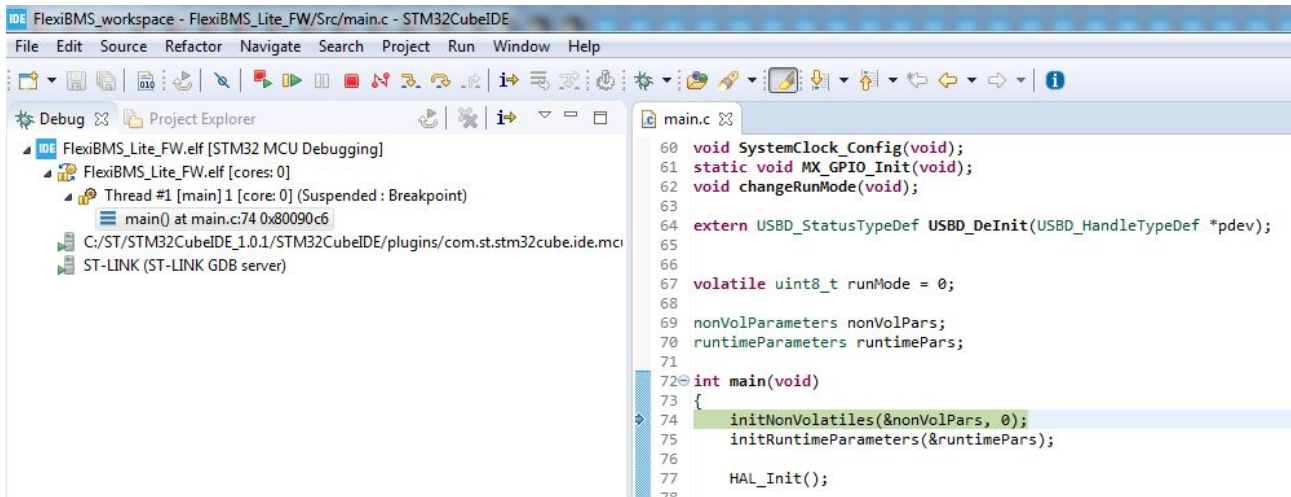 IDE FlexiBMS_workspace - FlexiBMS_Lite_FW/Src/main.c - STM32CubeIDE
File Edit Source Refactor Navigate Search Project Run Window Help
Debug Project Explorer
IDE FlexiBMS_Lite_FW.elf [STM32 MCU Debugging]
FlexiBMS_Lite_FW.elf [cores: 0]
Thread #1 [main] 1 [core: 0] (Suspended : Breakpoint)
main() at main.c:74 0x80090c6
C:/ST/STM32CubeIDE_1.0.1/STM32CubeIDE/plugins/com.st.stm32cube.ide.mcu
ST-LINK (ST-LINK GDB server)
main.c
60 void SystemClock_Config(void);
61 static void MX_GPIO_Init(void);
62 void changeRunMode(void);
63
64 extern USBD_StatusTypeDef USBD_DeInit(USBD_HandleTypeDef *pdev);
65
66
67 volatile uint8_t runMode = 0;
68
69 nonVolParameters nonVolPars;
70 runtimeParameters runtimePars;
71
72 int main(void)
73 {
74 initNonVolatiles(&nonVolPars, 0);
75 initRuntimeParameters(&runtimePars);
76
77 HAL_Init();
78